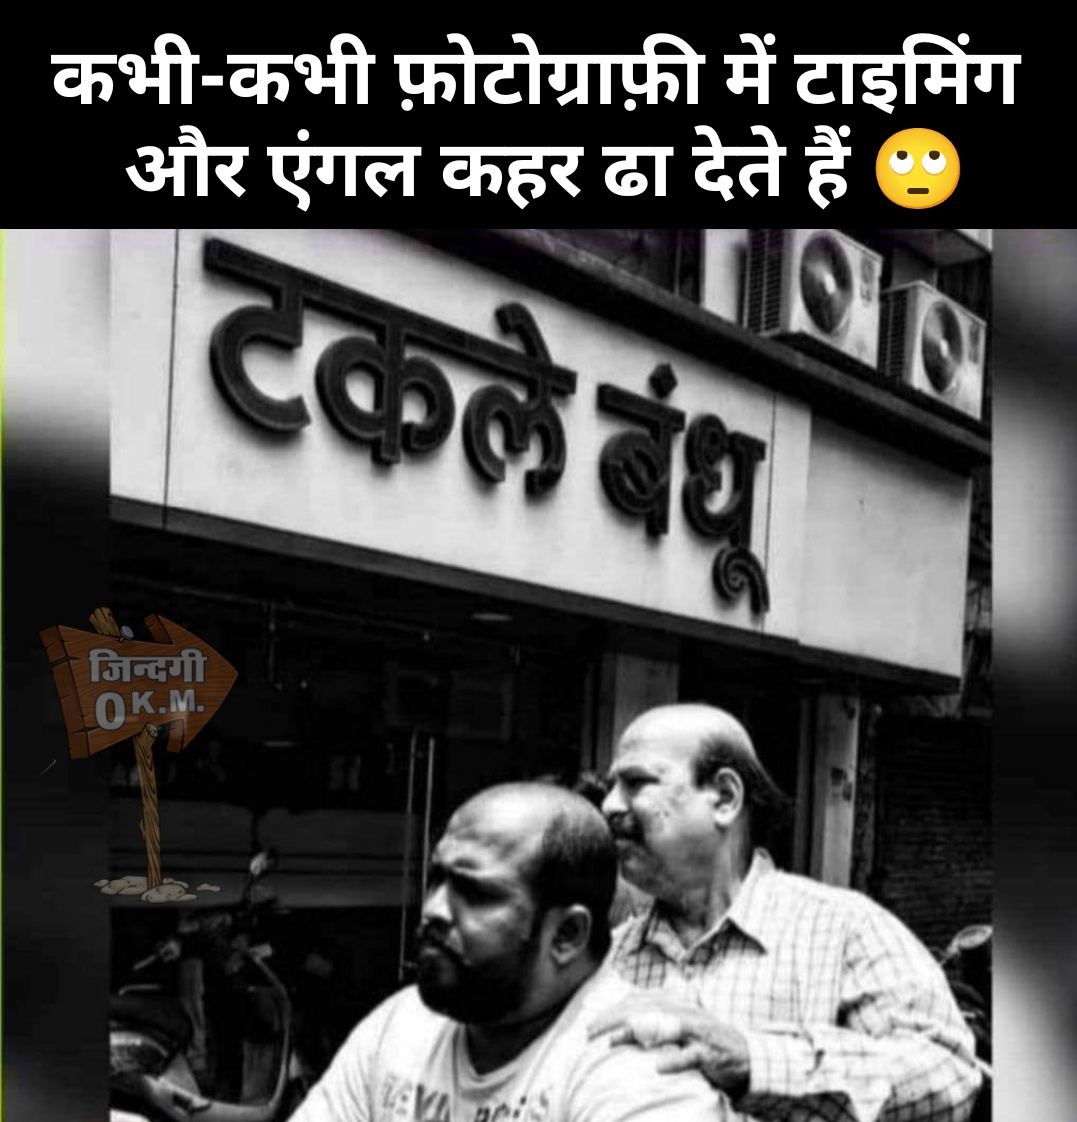 कभी-कभी फ़ोटोग्राफ़ी में टाइमिंग
और एंगल कहर ढा देते हैं 🙄
टकले बंधू
जिन्दगी
0 K.M.